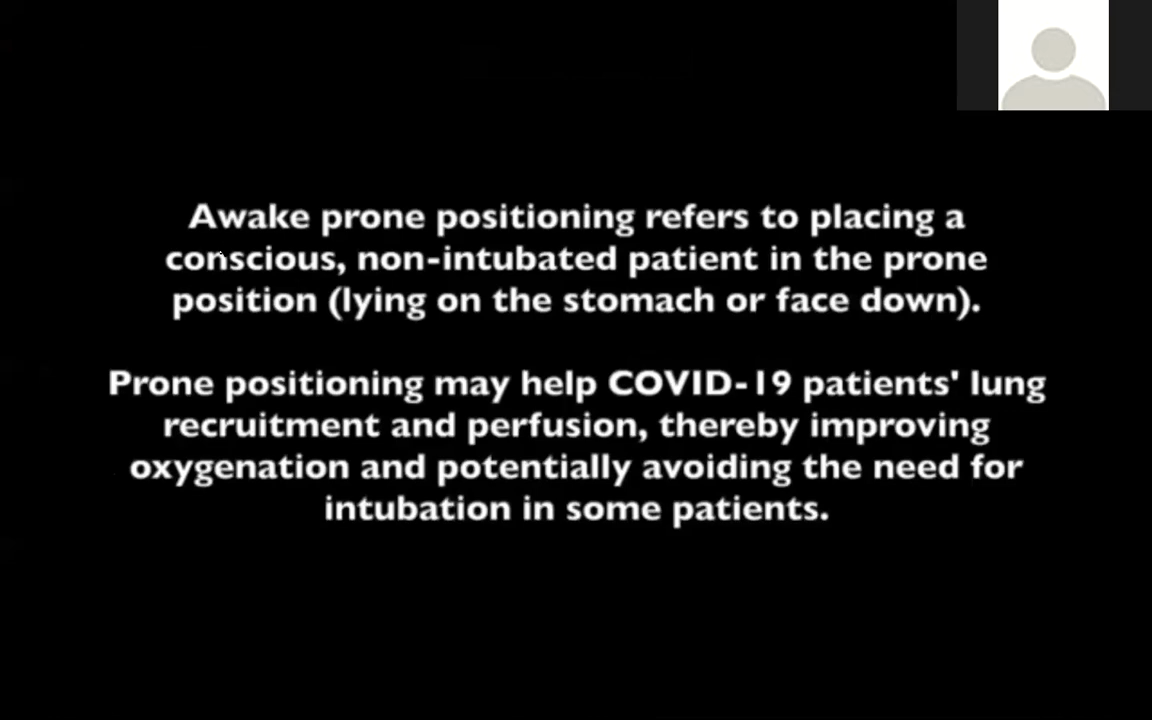 Awake prone positioning refers to placing a
conscious, non-intubated patient in the prone
position (lying on the stomach or face down).
Prone positioning may help COVID-19 patients' lung
recruitment and perfusion, thereby improving
oxygenation and potentially avoiding the need for
intubation in some patients.